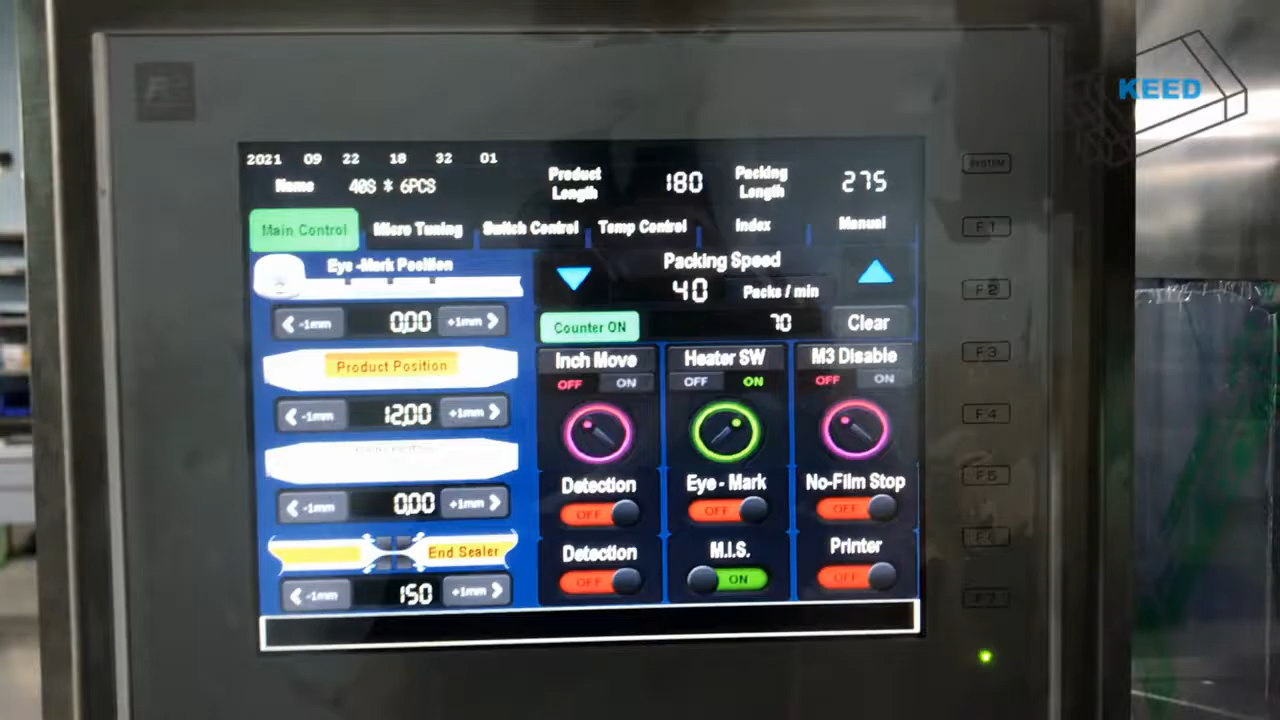 KEED
2021 09 22 18 32 01
Name 40S * 6PCS
Product Length 180
Packing Length 275
SYSTEM
Main Control
Micro Tuning
Switch Control
Temp Control
Index
Manual
F1
Eye-Mark Position
Packing Speed
40 Packs / min
F2
-1mm 0.00 +1mm
Counter ON 70 Clear
Product Position
Inch Move
Heater SW
M3 Disable
F3
OFF ON
OFF ON
OFF ON
-1mm 12.00 +1mm
F4
Detection
Eye - Mark
No-Film Stop
F5
-1mm 0.00 +1mm
OFF
OFF
OFF
End Sealer
Detection
M.I.S.
Printer
F6
-1mm 150 +1mm
OFF
ON
OFF
F7